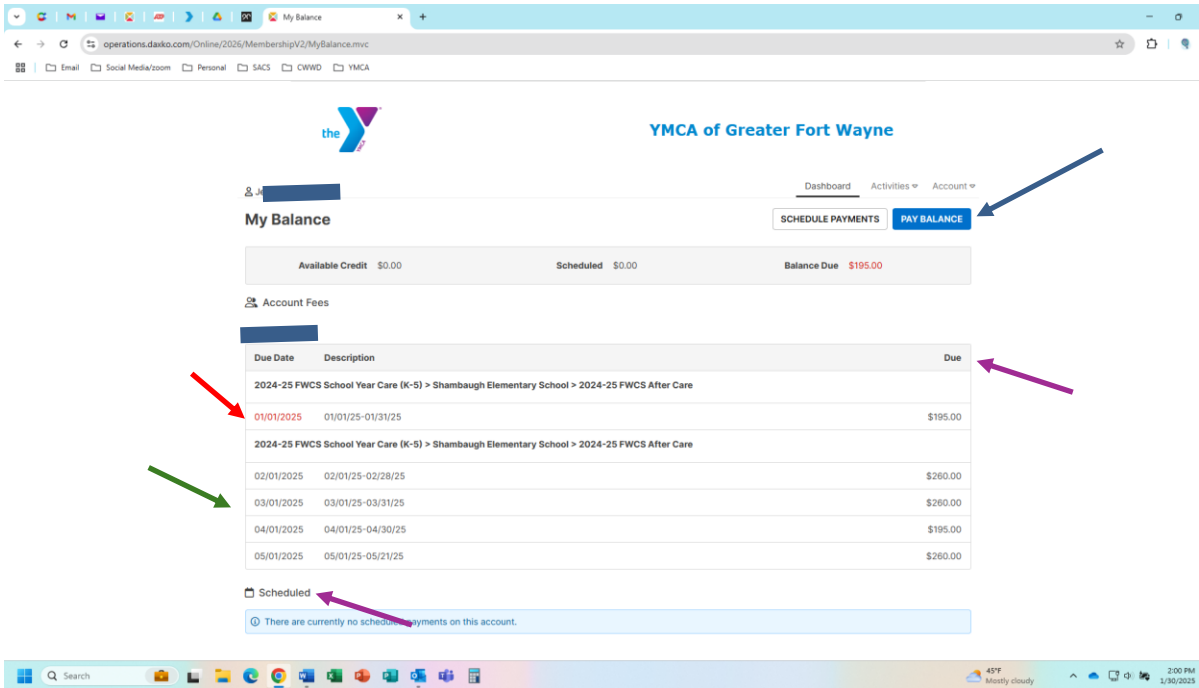 My Balance
operations.daxko.com/Online/2026/MembershipV2/MyBalance.mvc
Email Social Media/zoom Personal SACS CWWD YMCA
the YMCA
YMCA of Greater Fort Wayne
Dashboard Activities Account
My Balance
SCHEDULE PAYMENTS PAY BALANCE
Available Credit $0.00 Scheduled $0.00 Balance Due $195.00
Account Fees
Due Date Description Due
2024-25 FWCS School Year Care (K-5) > Shambaugh Elementary School > 2024-25 FWCS After Care
01/01/2025 01/01/25-01/31/25 $195.00
2024-25 FWCS School Year Care (K-5) > Shambaugh Elementary School > 2024-25 FWCS After Care
02/01/2025 02/01/25-02/28/25 $260.00
03/01/2025 03/01/25-03/31/25 $260.00
04/01/2025 04/01/25-04/30/25 $195.00
05/01/2025 05/01/25-05/21/25 $260.00
Scheduled
There are currently no scheduled payments on this account.
Search
45°F
Mostly cloudy
2:00 PM
1/30/2025